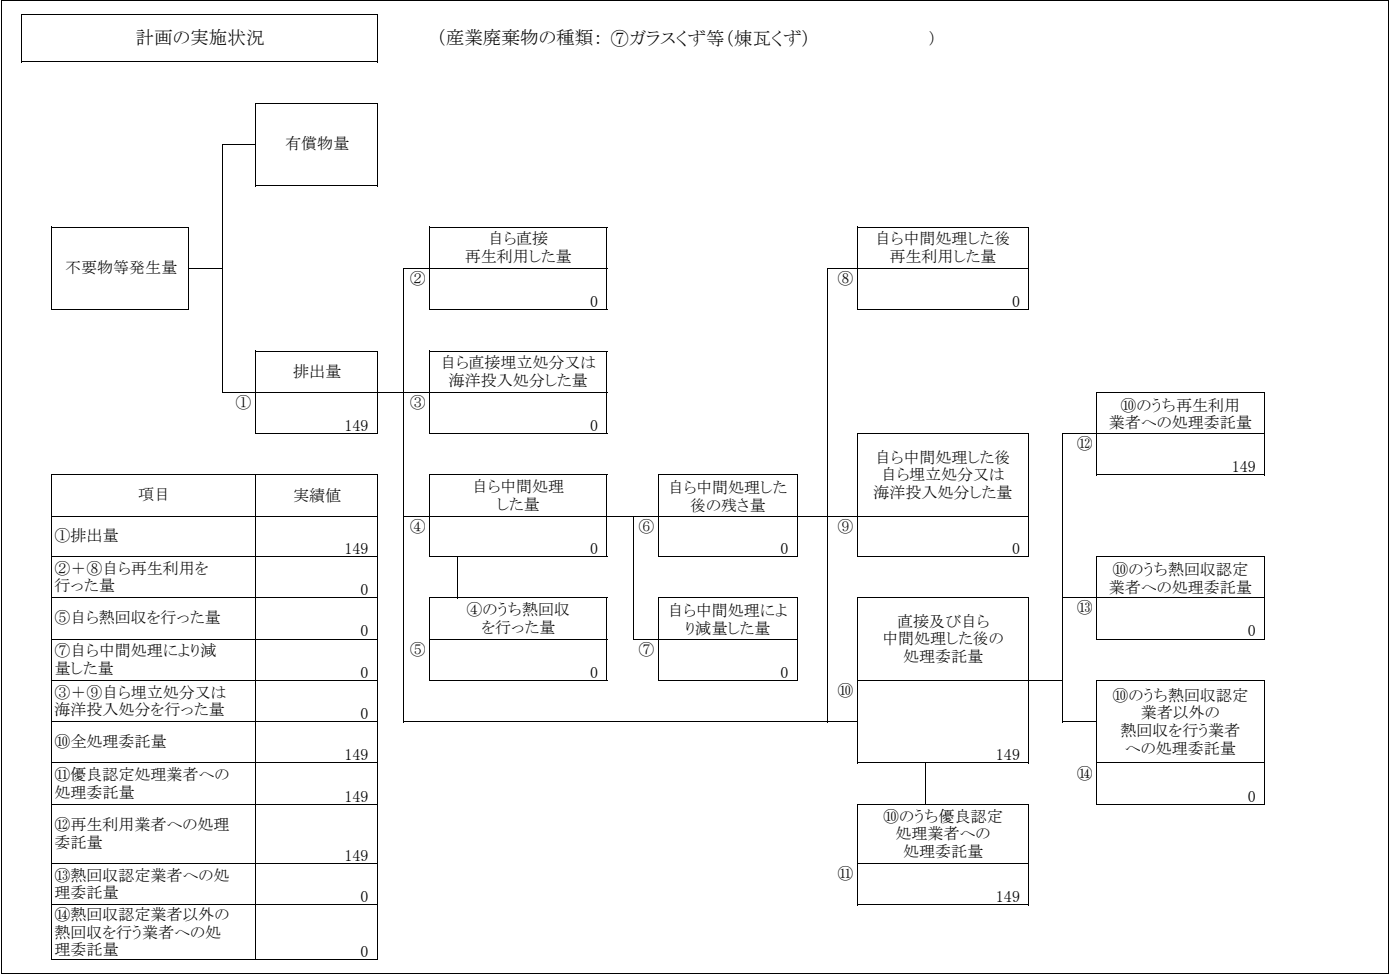 計画の実施状況
（産業廃棄物の種類：⑦ガラスくず等（煉瓦くず）　　　　　　　）
有償物量
不要物等発生量
自ら直接
再生利用した量
②
0
自ら中間処理した後
再生利用した量
⑧
0
排出量
①
149
自ら直接埋立処分又は
海洋投入処分した量
③
0
⑩のうち再生利用
業者への処理委託量
⑫
149
自ら中間処理
した量
④
0
自ら中間処理した
後の残さ量
⑥
0
自ら中間処理した後
自ら埋立処分又は
海洋投入処分した量
⑨
0
⑩のうち熱回収認定
業者への処理委託量
⑬
0
④のうち熱回収
を行った量
⑤
0
自ら中間処理によ
り減量した量
⑦
0
直接及び自ら
中間処理した後の
処理委託量
⑩
149
⑩のうち熱回収認定
業者以外の
熱回収を行う業者
への処理委託量
⑭
0
⑩のうち優良認定
処理業者への
処理委託量
⑪
149
項目 実績値
①排出量
149
②＋⑧自ら再生利用を
行った量
0
⑤自ら熱回収を行った量
0
⑦自ら中間処理により減
量した量
0
③＋⑨自ら埋立処分又は
海洋投入処分を行った量
0
⑩全処理委託量
149
⑪優良認定処理業者への
処理委託量
149
⑫再生利用業者への処理
委託量
149
⑬熱回収認定業者への処
理委託量
0
⑭熱回収認定業者以外の
熱回収を行う業者への処
理委託量
0